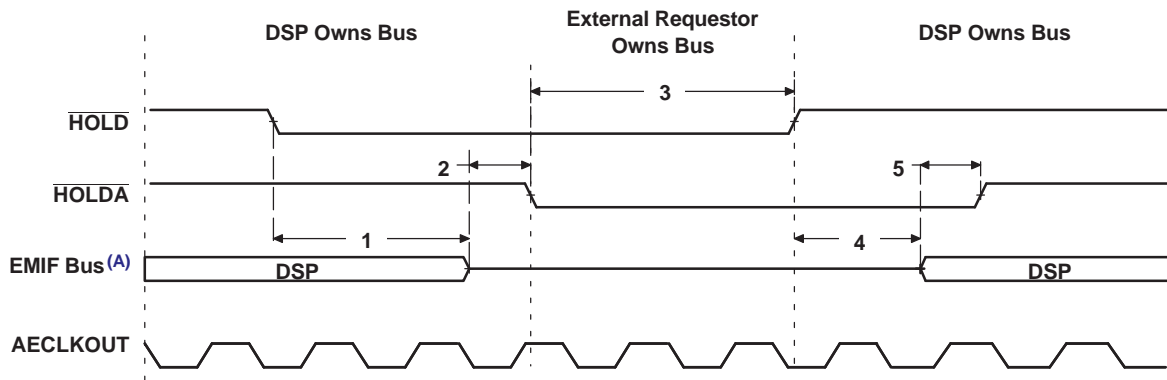 DSP Owns Bus
External Requestor
Owns Bus
DSP Owns Bus
3
HOLD
2
5
HOLDA
1
4
EMIF Bus(A)
DSP
DSP
AECLKOUT